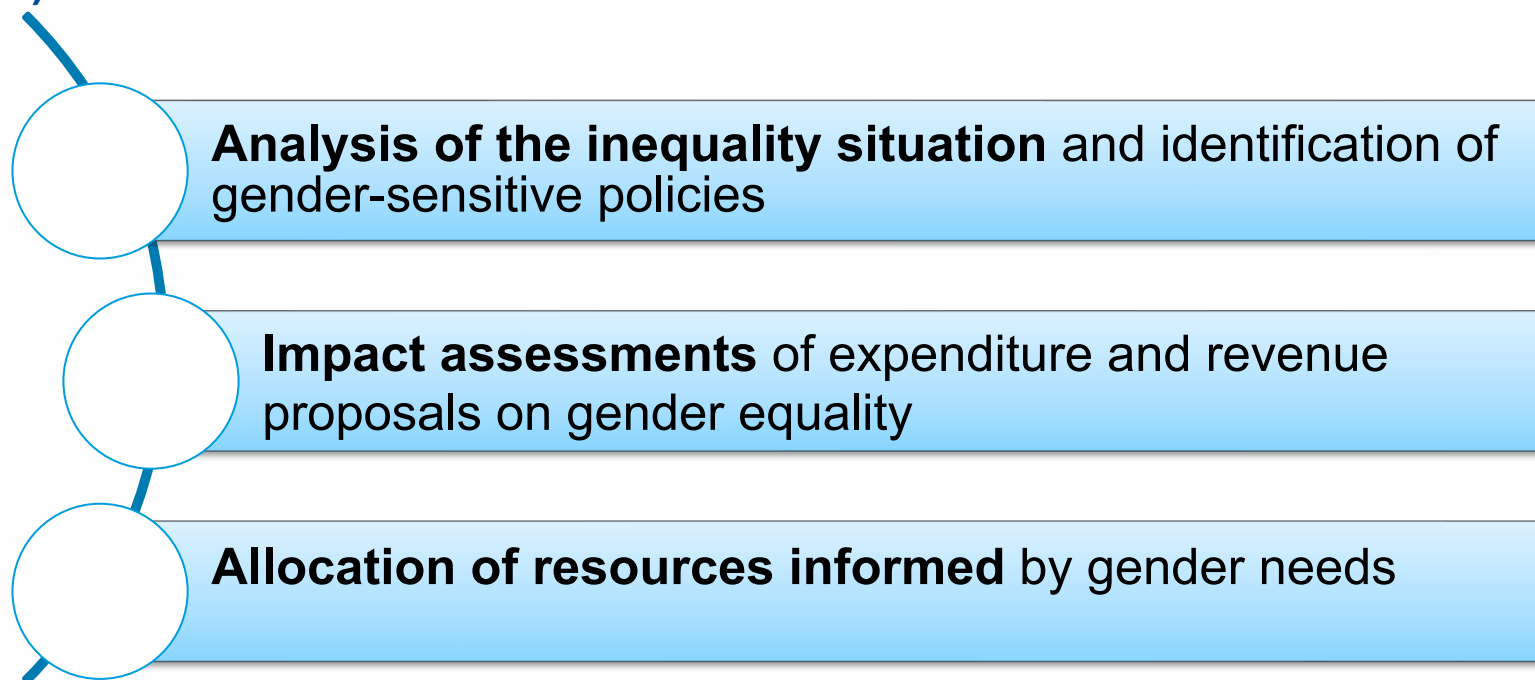 Analysis of the inequality situation and identification of
gender-sensitive policies
Impact assessments of expenditure and revenue
proposals on gender equality
Allocation of resources informed by gender needs